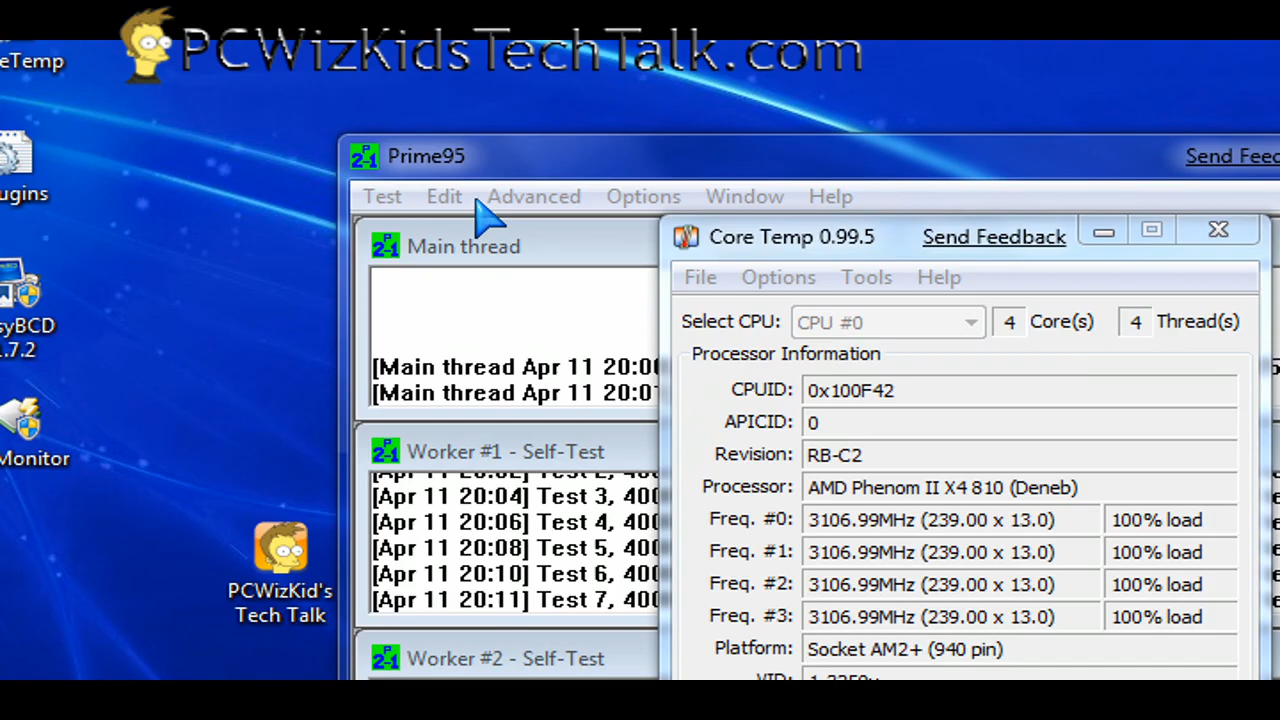 PCWizKidsTechTalk.com
eTemp
Prime95
Send Feed
ugins
Test Edit Advanced Options Window Help
Main thread
Core Temp 0.99.5 Send Feedback
File Options Tools Help
Select CPU: CPU #0 4 Core(s) 4 Thread(s)
Processor Information
syBCD
.7.2
[Main thread Apr 11 20:00
[Main thread Apr 11 20:01
CPUID: 0x100F42
APICID: 0
Revision: RB-C2
Processor: AMD Phenom II X4 810 (Deneb)
Freq. #0: 3106.99MHz (239.00 x 13.0) 100% load
Freq. #1: 3106.99MHz (239.00 x 13.0) 100% load
Freq. #2: 3106.99MHz (239.00 x 13.0) 100% load
Freq. #3: 3106.99MHz (239.00 x 13.0) 100% load
Platform: Socket AM2+ (940 pin)
Monitor
Worker #1 - Self-Test
[Apr 11 20:04] Test 3, 400
[Apr 11 20:06] Test 4, 400
[Apr 11 20:08] Test 5, 400
[Apr 11 20:10] Test 6, 400
[Apr 11 20:11] Test 7, 400
PCWizKid's
Tech Talk
Worker #2 - Self-Test